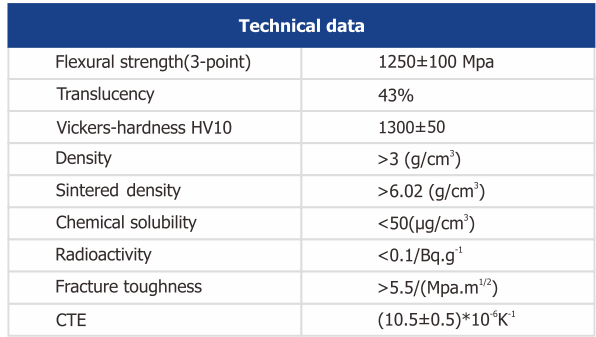 Technical data
Flexural strength(3-point) 1250±100 Mpa
Translucency 43%
Vickers-hardness HV10 1300±50
Density >3 (g/cm³)
Sintered density >6.02 (g/cm³)
Chemical solubility <50(µg/cm³)
Radioactivity <0.1/Bq.g⁻¹
Fracture toughness >5.5/(Mpa.m¹/²)
CTE (10.5±0.5)*10⁻⁶K⁻¹